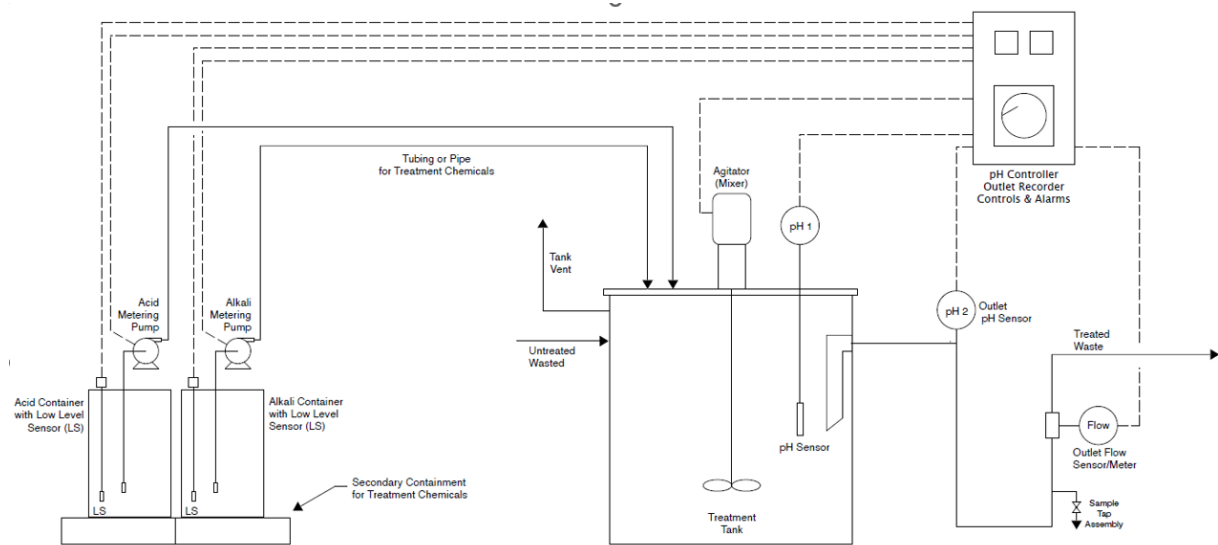 pH Controller
Outlet Recorder
Controls & Alarms
Tubing or Pipe
for Treatment Chemicals
Agitator
(Mixer)
pH 1
Tank
Vent
Acid
Metering
Pump
Alkali
Metering
Pump
pH 2
Outlet
pH Sensor
Untreated
Wasted
Treated
Waste
Acid Container
with Low Level
Sensor (LS)
Alkali Container
with Low Level
Sensor (LS)
Flow
pH Sensor
Outlet Flow
Sensor/Meter
Secondary Containment
for Treatment Chemicals
LS
LS
Treatment
Tank
Sample
Tap
Assembly